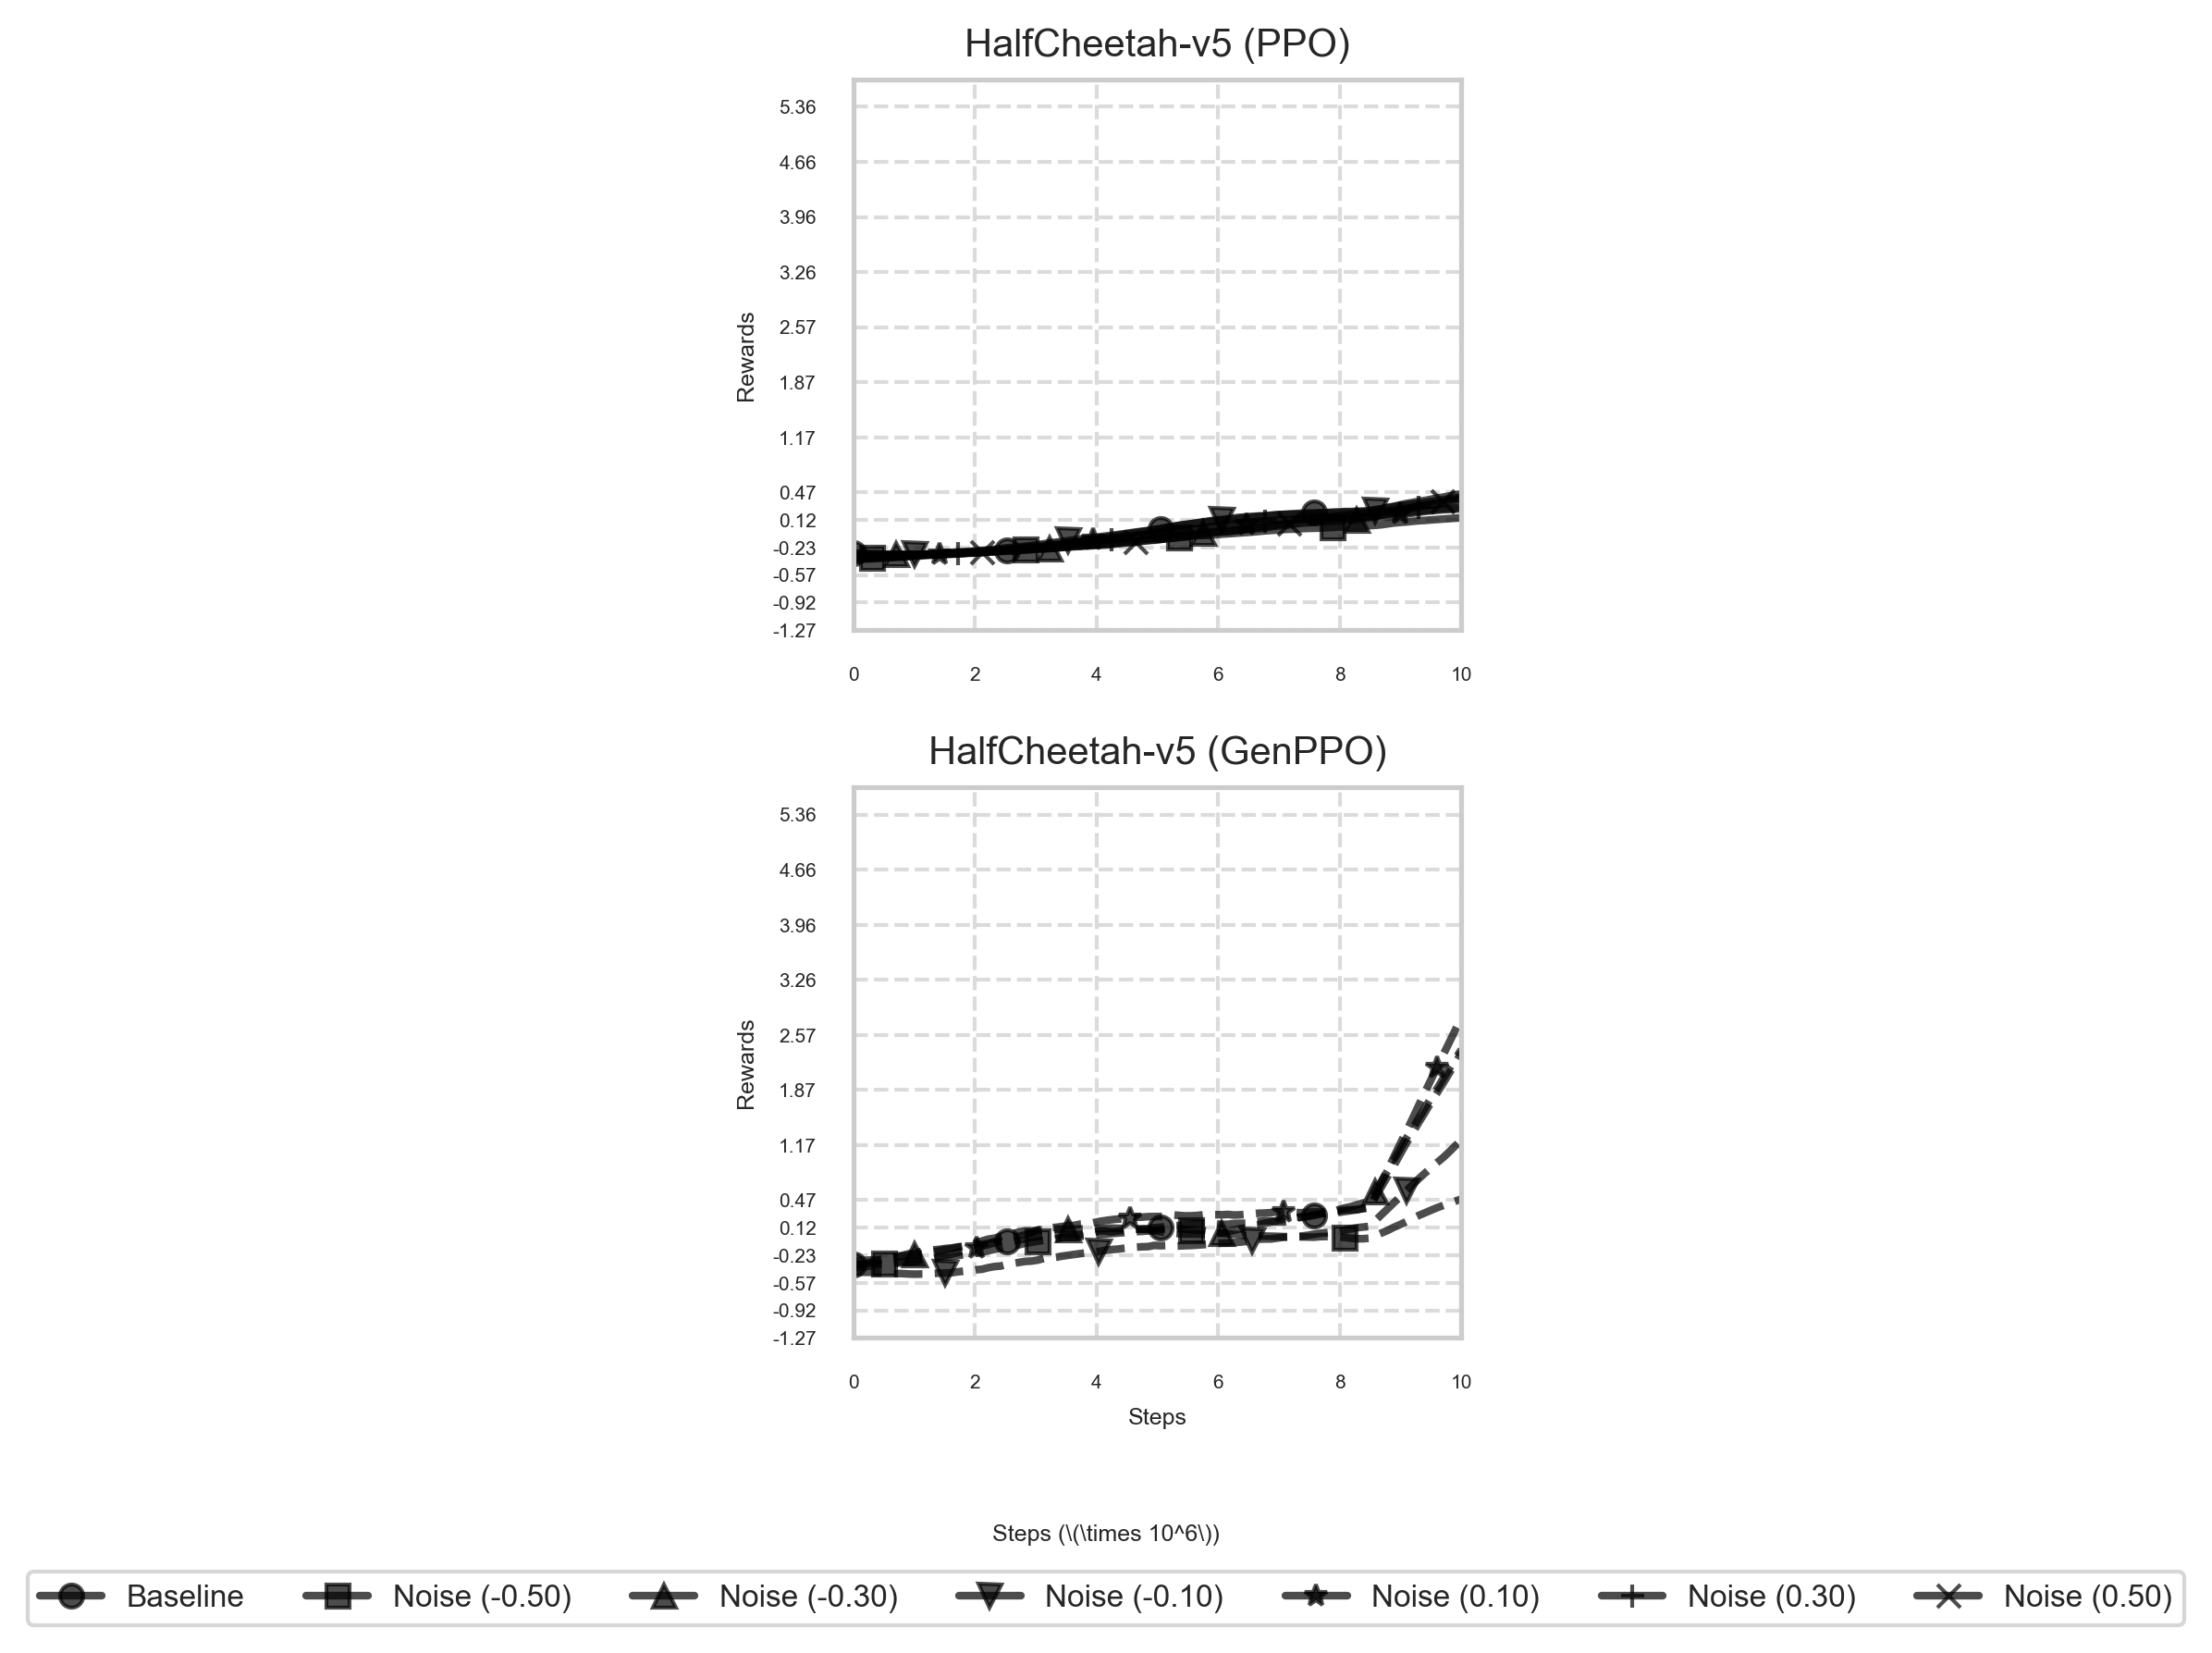 HalfCheetah-v5 (PPO)
5.36
4.66
3.96
3.26
2.57
1.87
1.17
0.47
0.12
-0.23
-0.57
-0.92
-1.27
Rewards
0 2 4 6 8 10
HalfCheetah-v5 (GenPPO)
5.36
4.66
3.96
3.26
2.57
1.87
1.17
0.47
0.12
-0.23
-0.57
-0.92
-1.27
Rewards
0 2 4 6 8 10
Steps
Steps (\(\times 10^6\))
Baseline Noise (-0.50) Noise (-0.30) Noise (-0.10) Noise (0.10) Noise (0.30) Noise (0.50)